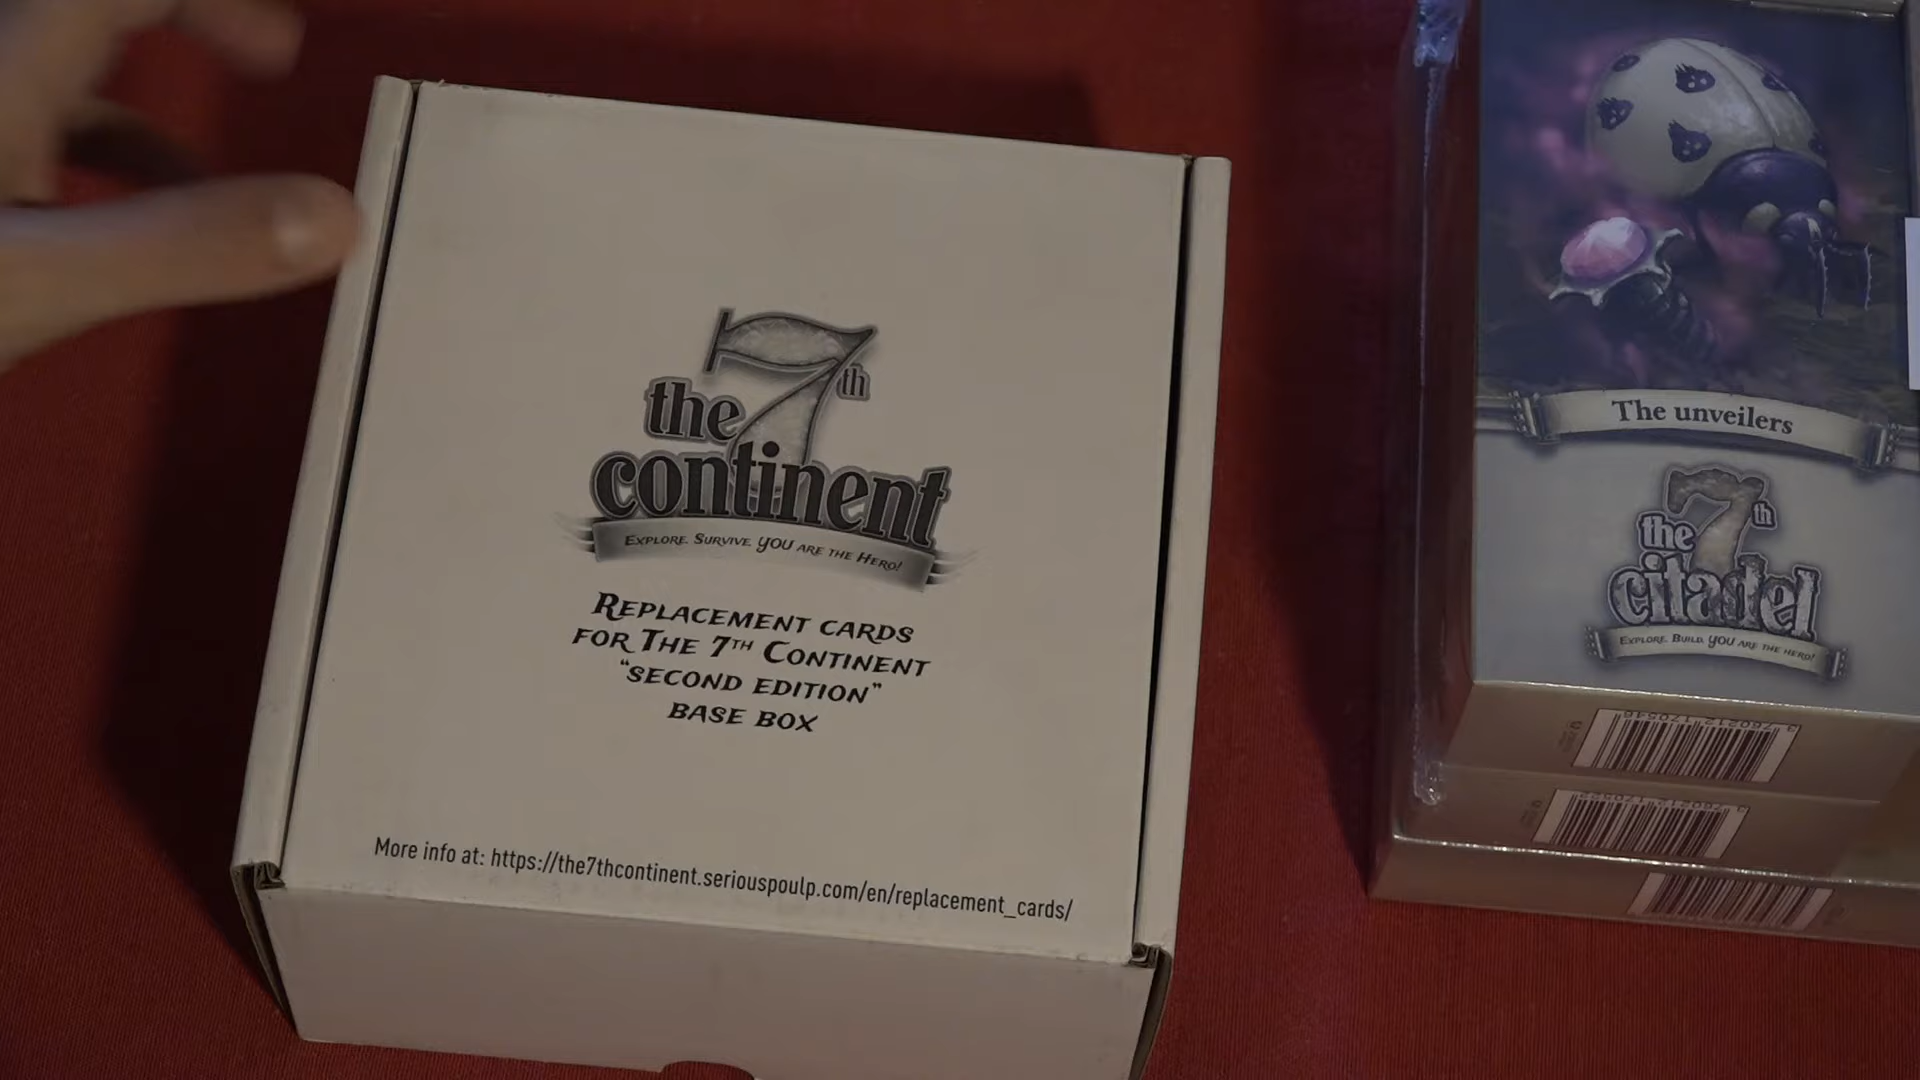 the 7th
continent
EXPLORE. SURVIVE. YOU ARE THE HERO!
REPLACEMENT CARDS
FOR THE 7TH CONTINENT
"SECOND EDITION"
BASE BOX
More info at: https://the7thcontinent.seriouspoulp.com/en/replacement_cards/
The unveilers
the 7th
citadel
EXPLORE. BUILD. YOU ARE THE HERO!